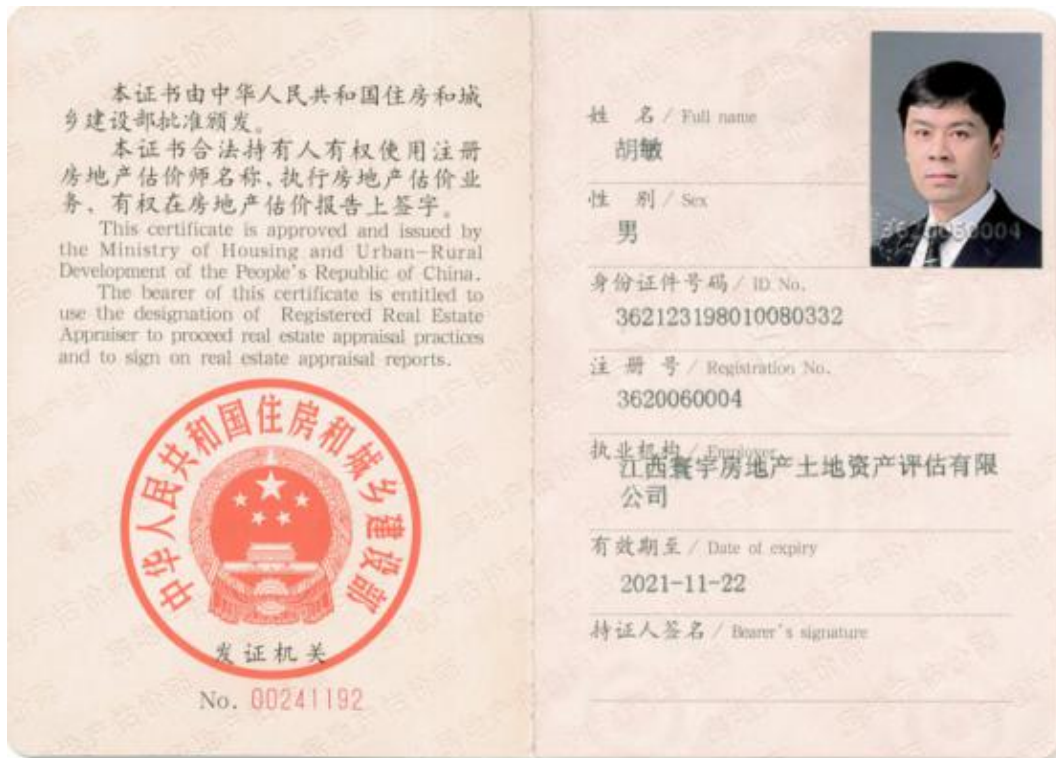 本证书由中华人民共和国住房和城
乡建设部批准颁发。
本证书合法持有人有权使用注册
房地产估价师名称、执行房地产估价业
务、有权在房地产估价报告上签字。
This certificate is approved and issued by
the Ministry of Housing and Urban-Rural
Development of the People's Republic of China.
The bearer of this certificate is entitled to
use the designation of Registered Real Estate
Appraiser to proceed real estate appraisal practices
and to sign on real estate appraisal reports.
中华人民共和国住房和城乡建设部
发证机关
No. 00241192
姓 名 / Full name
胡敏
性 别 / Sex
男
3620060004
身份证件号码 / ID No.
362123198010080332
注 册 号 / Registration No.
3620060004
执业机构 / Employer
江西寰宇房地产土地资产评估有限
公司
有效期至 / Date of expiry
2021-11-22
持证人签名 / Bearer's signature